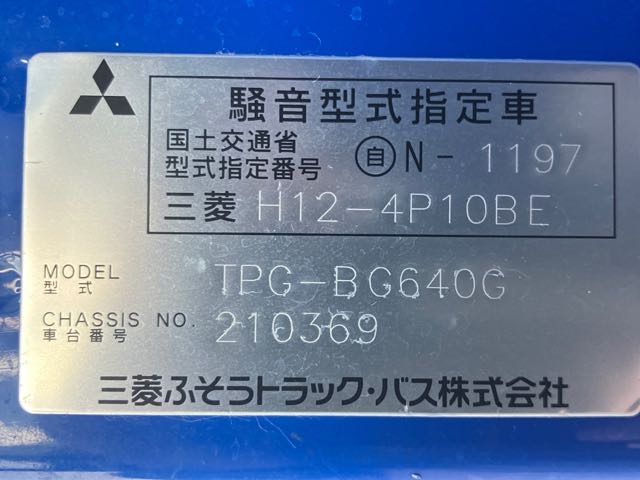 騒音型式指定車
国土交通省
型式指定番号 ㊀N-1197
三菱 H12-4P10BE
MODEL
型式 TPG-BG640G
CHASSIS NO.
車台番号 210369
三菱ふそうトラック・バス株式会社